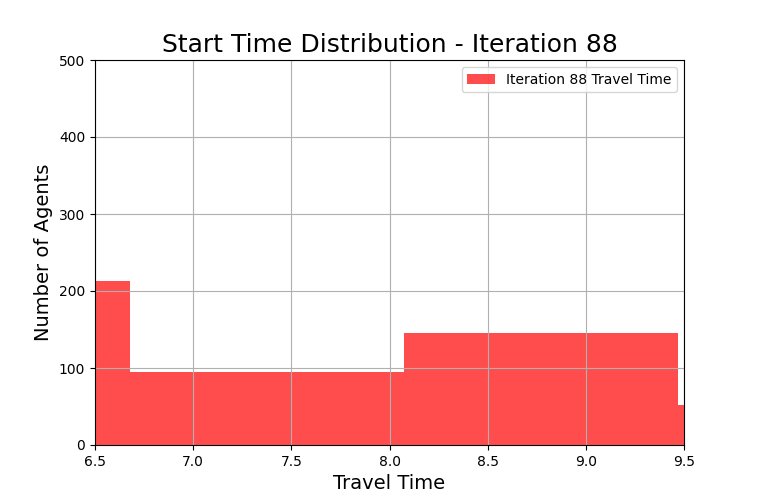 Start Time Distribution - Iteration 88
Iteration 88 Travel Time
Number of Agents
500
400
300
200
100
0
6.5 7.0 7.5 8.0 8.5 9.0 9.5
Travel Time